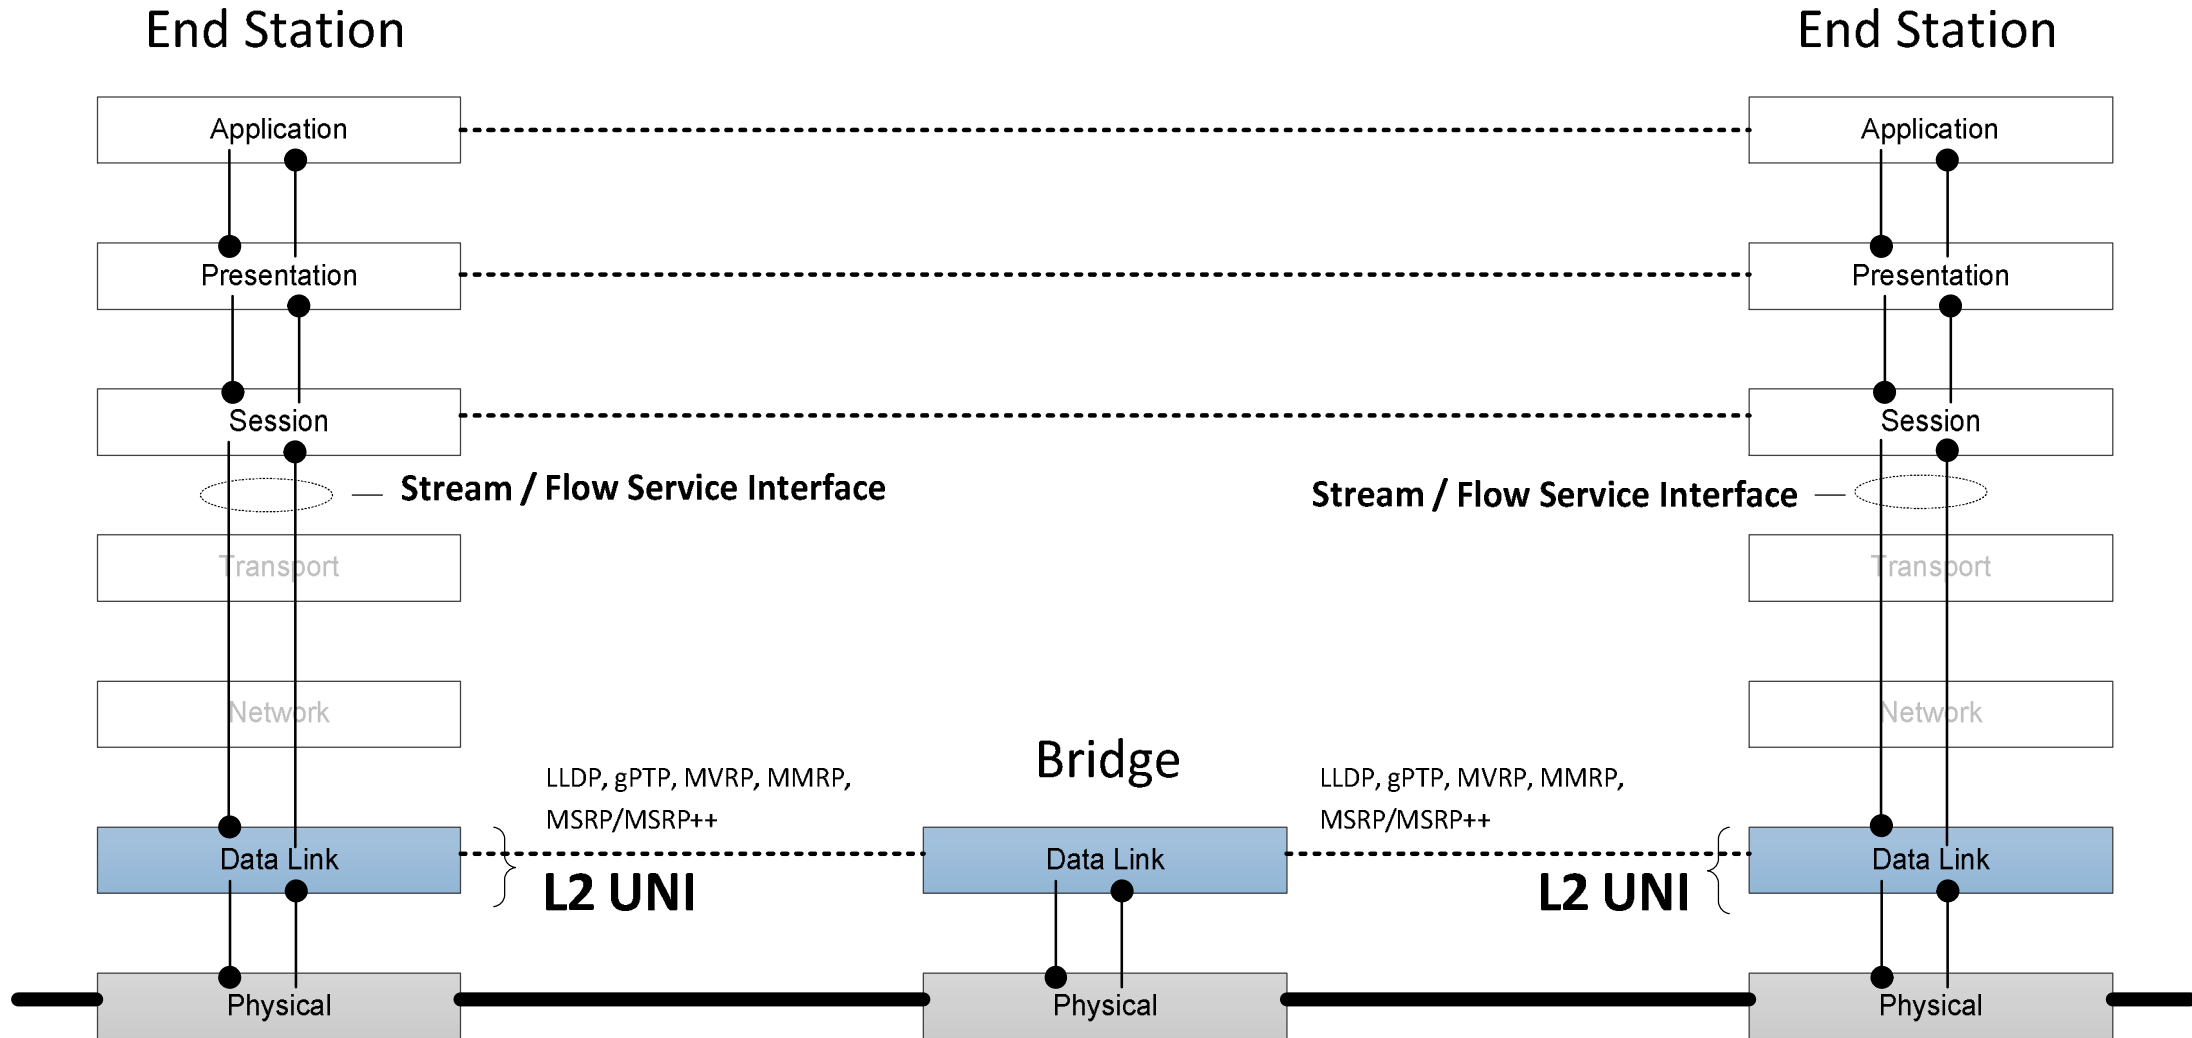 End Station
End Station
Application
Application
Presentation
Presentation
Session
Session
Stream / Flow Service Interface
Stream / Flow Service Interface
Transport
Transport
Network
Network
Bridge
LLDP, gPTP, MVRP, MMRP,
MSRP/MSRP++
LLDP, gPTP, MVRP, MMRP,
MSRP/MSRP++
Data Link
Data Link
Data Link
L2 UNI
L2 UNI
Physical
Physical
Physical